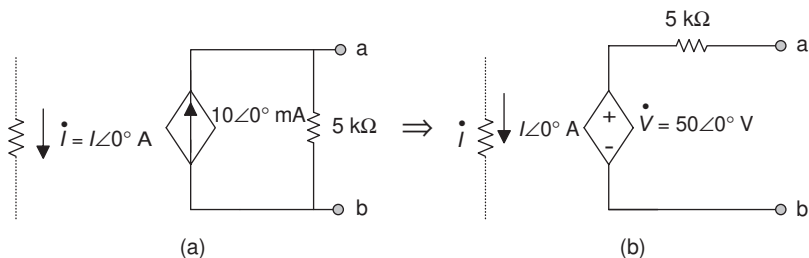 a
İ = I∠0° A
10∠0° mA
5 kΩ
b
(a)
⇒
5 kΩ
a
İ
I∠0° A
+
-
V̇ = 50∠0° V
b
(b)